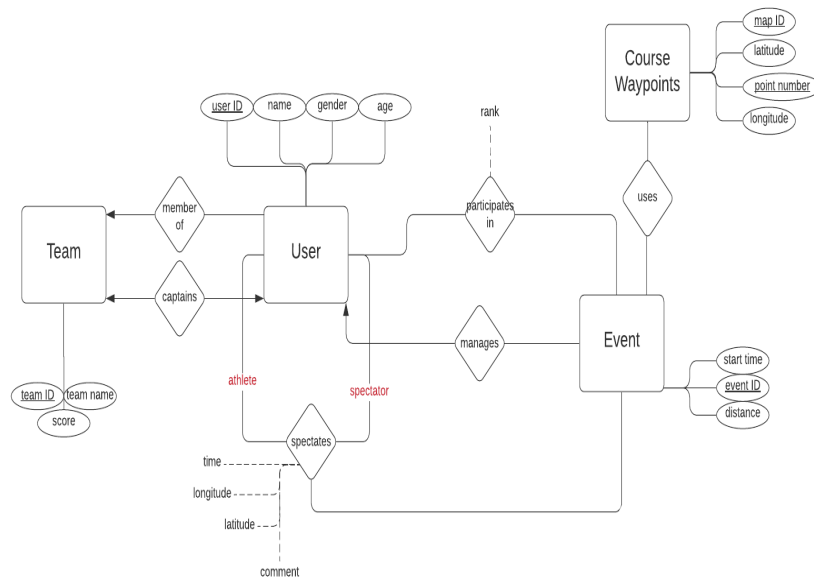 map ID
Course
Waypoints
latitude
point number
longitude
user ID
name
gender
age
rank
member
of
participates
in
uses
Team
User
captains
Event
manages
start time
event ID
distance
athlete
spectator
team ID
team name
score
spectates
time
longitude
latitude
comment